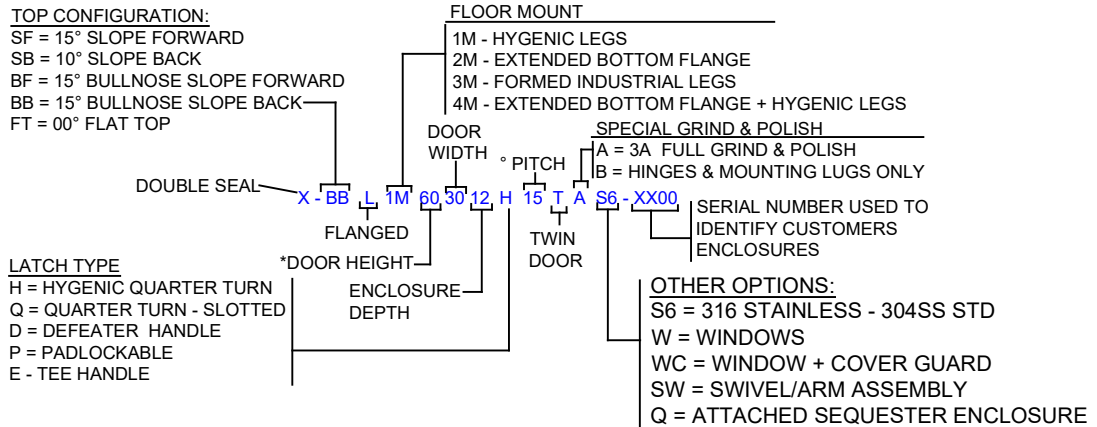 TOP CONFIGURATION:
SF = 15° SLOPE FORWARD
SB = 10° SLOPE BACK
BF = 15° BULLNOSE SLOPE FORWARD
BB = 15° BULLNOSE SLOPE BACK
FT = 00° FLAT TOP
FLOOR MOUNT
1M - HYGENIC LEGS
2M - EXTENDED BOTTOM FLANGE
3M - FORMED INDUSTRIAL LEGS
4M - EXTENDED BOTTOM FLANGE + HYGENIC LEGS
DOOR
WIDTH
° PITCH
SPECIAL GRIND & POLISH
A = 3A FULL GRIND & POLISH
B = HINGES & MOUNTING LUGS ONLY
DOUBLE SEAL
X - BB L 1M 60 30 12 H 15 T A S6 - XX00
FLANGED
*DOOR HEIGHT
ENCLOSURE
DEPTH
TWIN
DOOR
SERIAL NUMBER USED TO
IDENTIFY CUSTOMERS
ENCLOSURES
LATCH TYPE
H = HYGENIC QUARTER TURN
Q = QUARTER TURN - SLOTTED
D = DEFEATER HANDLE
P = PADLOCKABLE
E - TEE HANDLE
OTHER OPTIONS:
S6 = 316 STAINLESS - 304SS STD
W = WINDOWS
WC = WINDOW + COVER GUARD
SW = SWIVEL/ARM ASSEMBLY
Q = ATTACHED SEQUESTER ENCLOSURE